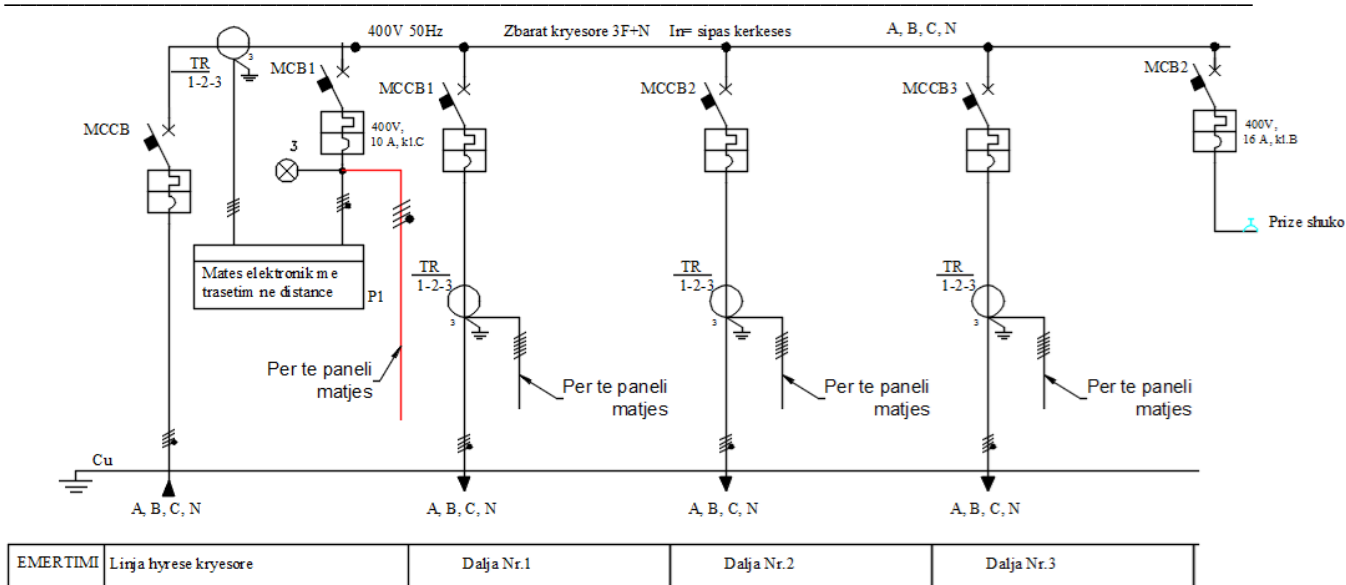 400V 50Hz Zbarat kryesore 3F+N In= sipas kerkeses A, B, C, N
TR
1-2-3
3
MCB1
MCCB1
MCCB2
MCCB3
MCB2
MCCB
400V,
10 A, kl.C
400V,
16 A, kl.B
3
Prize shuko
Mates elektronik me
trasetim ne distance
P1
TR
1-2-3
3
TR
1-2-3
3
TR
1-2-3
3
Per te paneli
matjes
Per te paneli
matjes
Per te paneli
matjes
Per te paneli
matjes
Cu
A, B, C, N
A, B, C, N
A, B, C, N
A, B, C, N
EMERTIMI Linja hyrese kryesore Dalja Nr.1 Dalja Nr.2 Dalja Nr.3